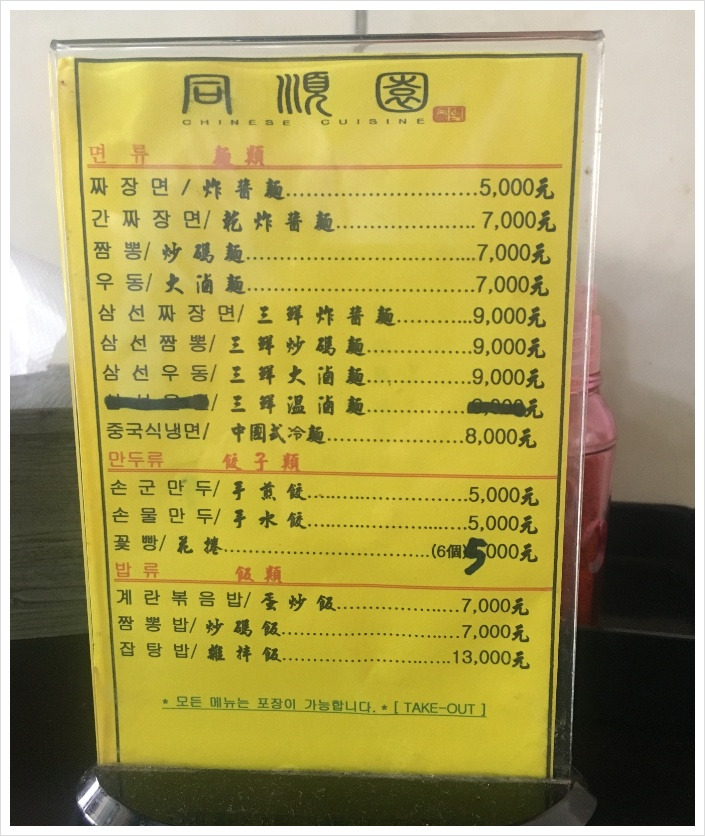 同順園
CHINESE CUISINE
면 류 麵 類
짜 장 면 / 炸 醬 麵..............................5,000元
간 짜 장 면/ 乾 炸 醬 麵...................... 7,000元
짬 뽕/ 炒 碼 麵....................................7,000元
우 동/ 大 滷 麵....................................7,000元
삼 선 짜 장 면/ 三 鮮 炸 醬 麵............9,000元
삼 선 짬 뽕/ 三 鮮 炒 碼 麵.................9,000元
삼 선 우 동/ 三 鮮 大 滷 麵.................9,000元
/ 三 鮮 温 滷 麵.................元
중국식냉면/ 中國式冷麵......................8,000元
만두류 餃 子 類
손 군 만 두/ 手 煎 餃.........................5,000元
손 물 만 두/ 手 水 餃.........................5,000元
꽃 빵/ 花 捲.................................(6個)5,000元
밥 류 飯 類
계 란 볶 음 밥/ 蛋 炒 飯....................7,000元
짬 뽕 밥/ 炒 碼 飯.............................7,000元
잡 탕 밥/ 雜 拌 飯...........................13,000元
* 모든 메뉴는 포장이 가능합니다. * [ TAKE-OUT ]